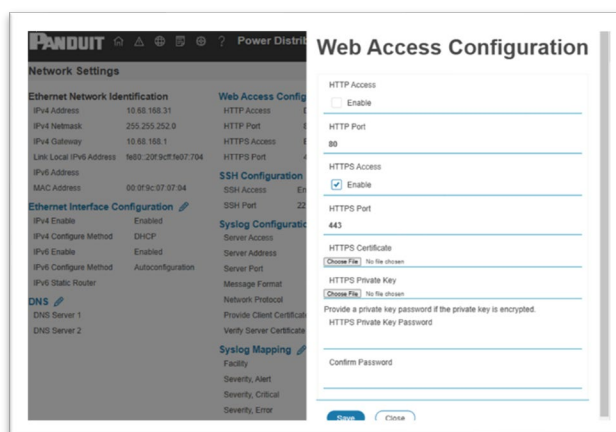 PANDUIT
? Power Distrib
Network Settings
Ethernet Network Identification
IPv4 Address 10.68.168.31
IPv4 Netmask 255.255.252.0
IPv4 Gateway 10.68.168.1
Link Local IPv6 Address fe80::20f:9cff:fe07:704
IPv6 Address
MAC Address 00:0f:9c:07:07:04
Ethernet Interface Configuration
IPv4 Enable Enabled
IPv4 Configure Method DHCP
IPv6 Enable Enabled
IPv6 Configure Method Autoconfiguration
IPv6 Static Router
DNS
DNS Server 1
DNS Server 2
Web Access Config
HTTP Access
HTTP Port
HTTPS Access
HTTPS Port
SSH Configuration
SSH Access En
SSH Port 22
Syslog Configuratio
Server Access
Server Address
Server Port
Message Format
Network Protocol
Provide Client Certificate
Verify Server Certificate
Syslog Mapping
Facility
Severity, Alert
Severity, Critical
Severity, Error
Web Access Configuration
HTTP Access
Enable
HTTP Port
80
HTTPS Access
Enable
HTTPS Port
443
HTTPS Certificate
Choose File No file chosen
HTTPS Private Key
Choose File No file chosen
Provide a private key password if the private key is encrypted.
HTTPS Private Key Password
Confirm Password
Save Close